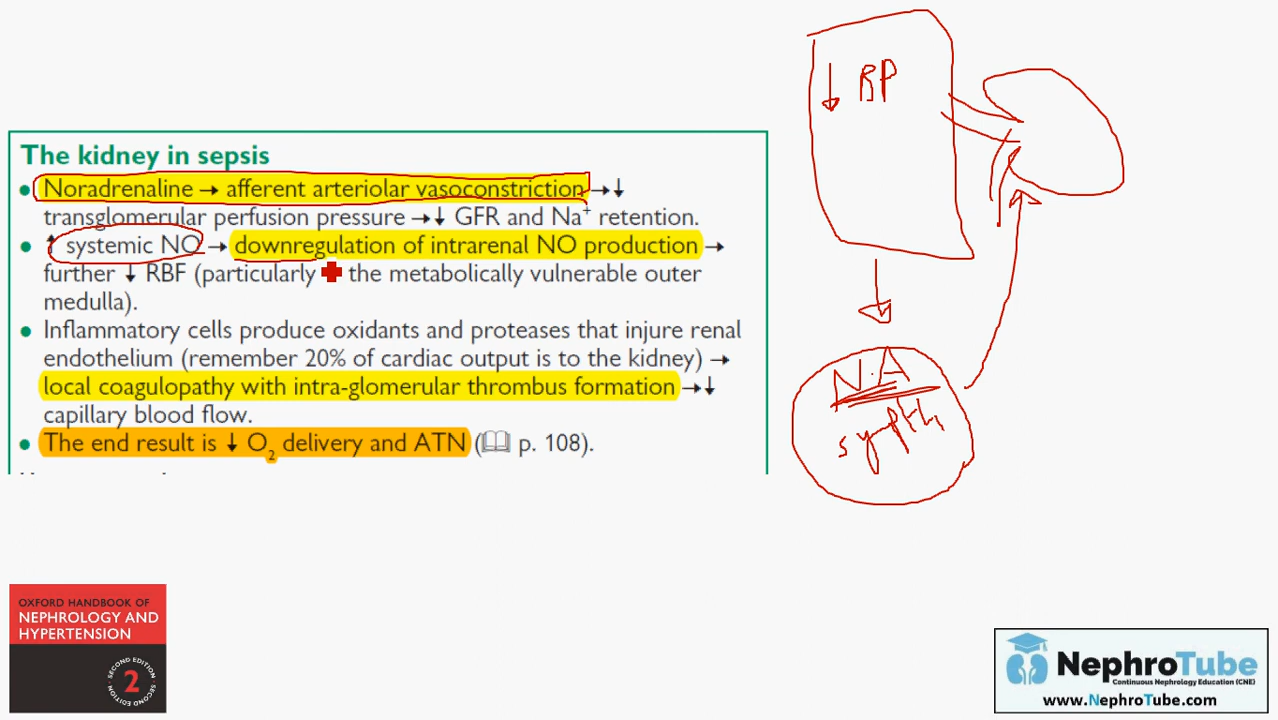 The kidney in sepsis
• Noradrenaline → afferent arteriolar vasoconstriction →↓
transglomerular perfusion pressure →↓ GFR and Na⁺ retention.
• ↑ systemic NO → downregulation of intrarenal NO production →
further ↓ RBF (particularly the metabolically vulnerable outer
medulla).
• Inflammatory cells produce oxidants and proteases that injure renal
endothelium (remember 20% of cardiac output is to the kidney) →
local coagulopathy with intra-glomerular thrombus formation →↓
capillary blood flow.
• The end result is ↓ O₂ delivery and ATN (📖 p. 108).
↓ BP
N.A
OXFORD HANDBOOK OF
NEPHROLOGY AND
HYPERTENSION
SECOND EDITION
2
SECOND EDITION
NephroTube
Continuous Nephrology Education (CNE)
www.NephroTube.com